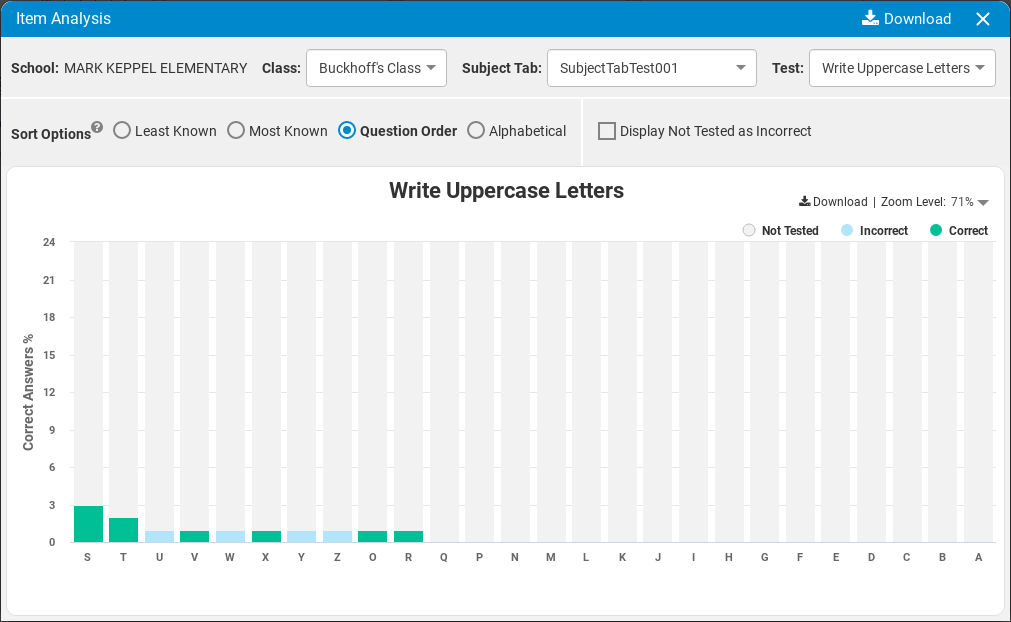 Item Analysis Download
School: MARK KEPPEL ELEMENTARY Class: Buckhoff's Class Subject Tab: SubjectTabTest001 Test: Write Uppercase Letters
Sort Options ? Least Known Most Known Question Order Alphabetical Display Not Tested as Incorrect
Write Uppercase Letters
Download | Zoom Level: 71%
Not Tested Incorrect Correct
Correct Answers %
24
21
18
15
12
9
6
3
0
S T U V W X Y Z O R Q P N M L K J I H G F E D C B A